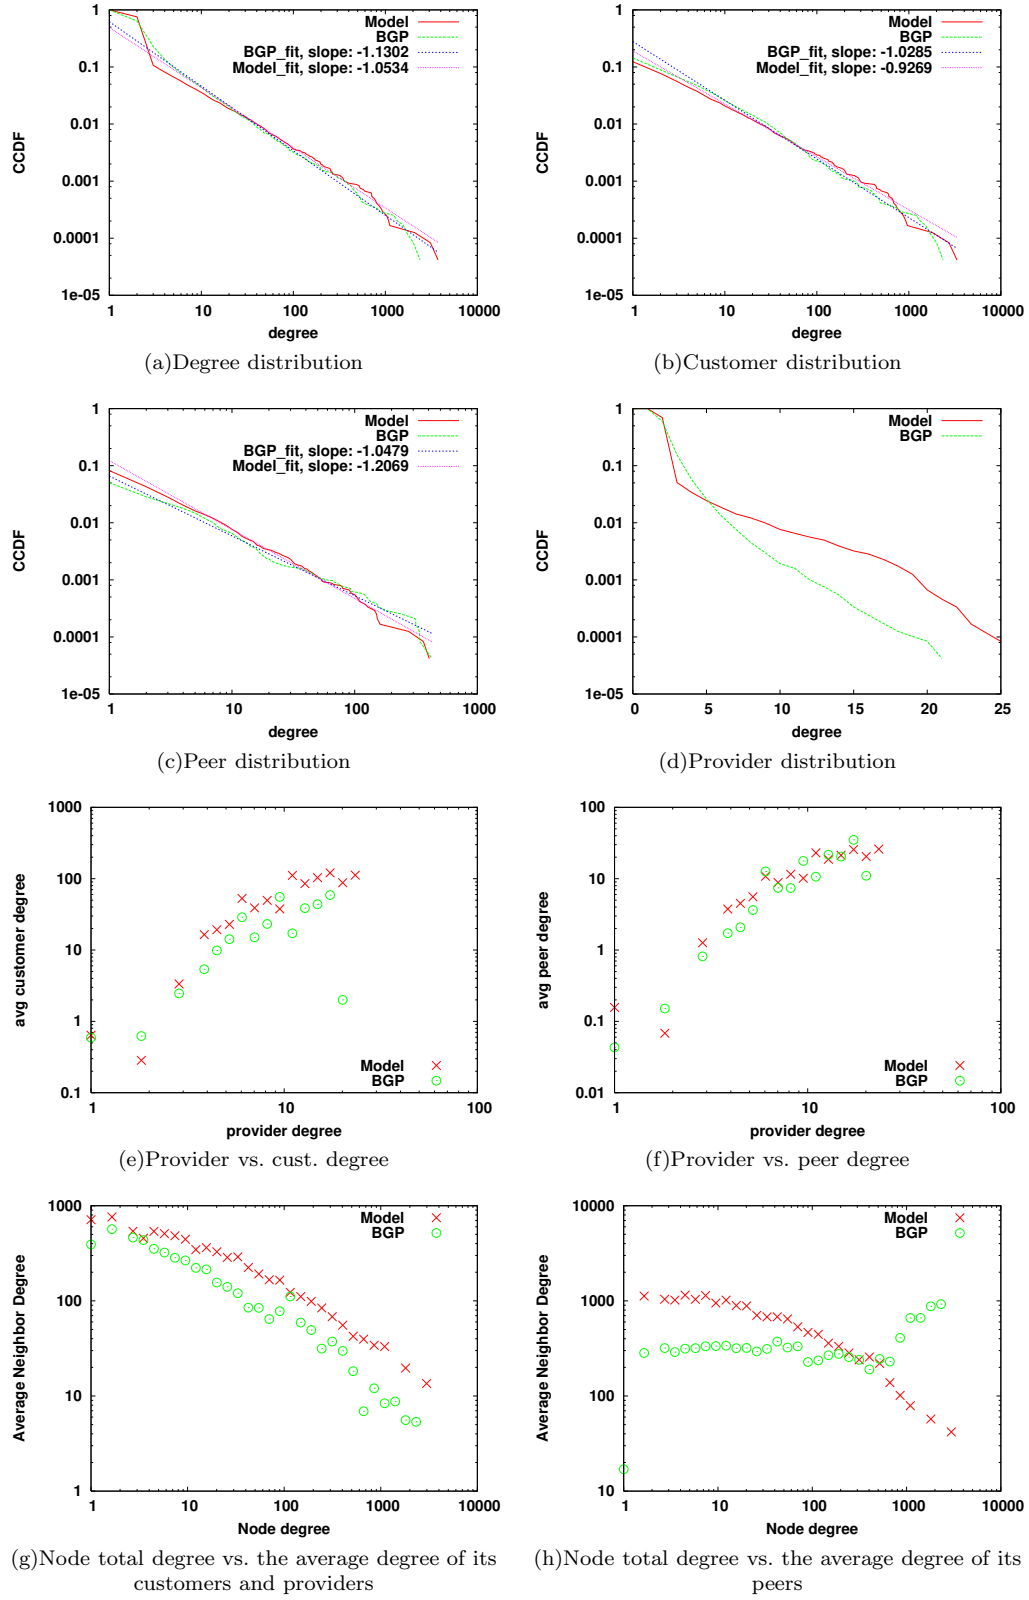 Model
BGP
BGP_fit, slope: -1.1302
Model_fit, slope: -1.0534
1
0.1
0.01
0.001
0.0001
1e-05
CCDF
1 10 100 1000 10000
degree
(a)Degree distribution
Model
BGP
BGP_fit, slope: -1.0285
Model_fit, slope: -0.9269
1
0.1
0.01
0.001
0.0001
1e-05
CCDF
1 10 100 1000 10000
degree
(b)Customer distribution
Model
BGP
BGP_fit, slope: -1.0479
Model_fit, slope: -1.2069
1
0.1
0.01
0.001
0.0001
1e-05
CCDF
1 10 100 1000
degree
(c)Peer distribution
Model
BGP
1
0.1
0.01
0.001
0.0001
1e-05
CCDF
0 5 10 15 20 25
degree
(d)Provider distribution
1000
100
10
1
0.1
avg customer degree
Model
BGP
1 10 100
provider degree
(e)Provider vs. cust. degree
100
10
1
0.1
0.01
avg peer degree
Model
BGP
1 10 100
provider degree
(f)Provider vs. peer degree
Model
BGP
1000
100
10
1
Average Neighbor Degree
1 10 100 1000 10000
Node degree
(g)Node total degree vs. the average degree of its
customers and providers
Model
BGP
10000
1000
100
10
Average Neighbor Degree
1 10 100 1000 10000
Node degree
(h)Node total degree vs. the average degree of its
peers